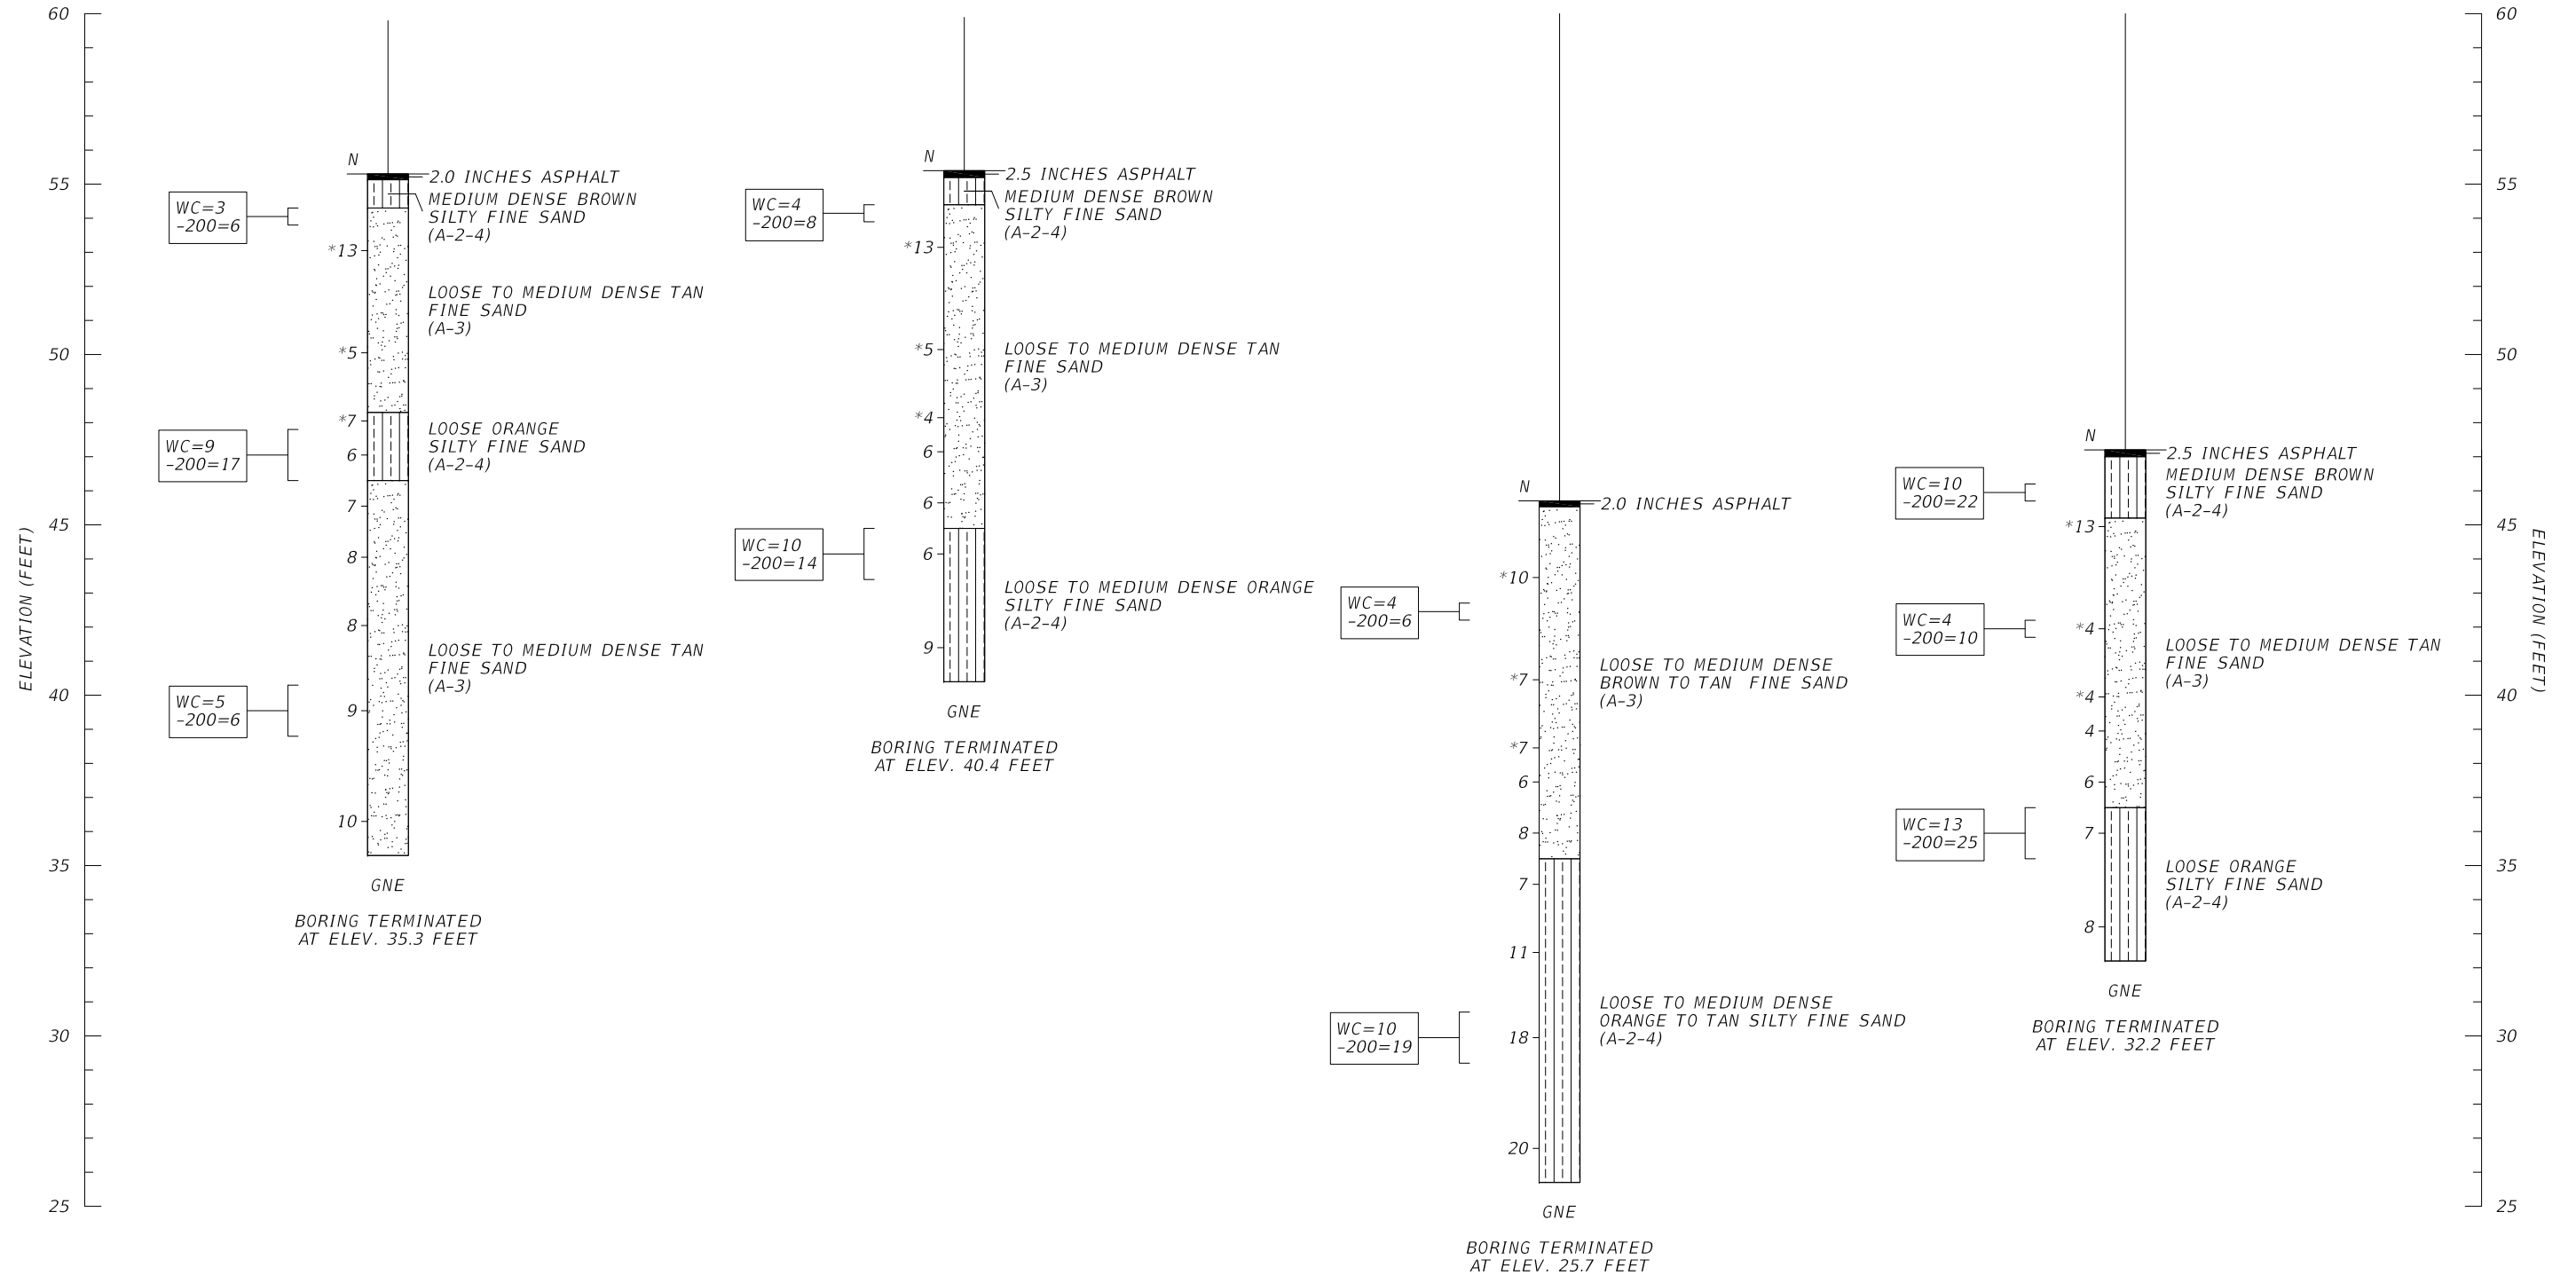 60
55
50
45
40
35
30
25
ELEVATION (FEET)
N
2.0 INCHES ASPHALT
MEDIUM DENSE BROWN
SILTY FINE SAND
(A-2-4)
WC=3
-200=6
*13
LOOSE TO MEDIUM DENSE TAN
FINE SAND
(A-3)
*5
*7
LOOSE ORANGE
SILTY FINE SAND
(A-2-4)
WC=9
-200=17
6
7
8
8
LOOSE TO MEDIUM DENSE TAN
FINE SAND
(A-3)
WC=5
-200=6
9
10
GNE
BORING TERMINATED
AT ELEV. 35.3 FEET
N
2.5 INCHES ASPHALT
MEDIUM DENSE BROWN
SILTY FINE SAND
(A-2-4)
WC=4
-200=8
*13
*5
LOOSE TO MEDIUM DENSE TAN
FINE SAND
(A-3)
*4
6
6
WC=10
-200=14
6
LOOSE TO MEDIUM DENSE ORANGE
SILTY FINE SAND
(A-2-4)
9
GNE
BORING TERMINATED
AT ELEV. 40.4 FEET
N
2.0 INCHES ASPHALT
*10
WC=4
-200=6
LOOSE TO MEDIUM DENSE
BROWN TO TAN FINE SAND
(A-3)
*7
*7
6
8
7
11
LOOSE TO MEDIUM DENSE
ORANGE TO TAN SILTY FINE SAND
(A-2-4)
WC=10
-200=19
18
20
GNE
BORING TERMINATED
AT ELEV. 25.7 FEET
N
2.5 INCHES ASPHALT
MEDIUM DENSE BROWN
SILTY FINE SAND
(A-2-4)
WC=10
-200=22
*13
WC=4
-200=10
*4
LOOSE TO MEDIUM DENSE TAN
FINE SAND
(A-3)
*4
4
6
WC=13
-200=25
7
LOOSE ORANGE
SILTY FINE SAND
(A-2-4)
8
GNE
BORING TERMINATED
AT ELEV. 32.2 FEET
60
55
50
45
40
35
30
25
ELEVATION (FEET)